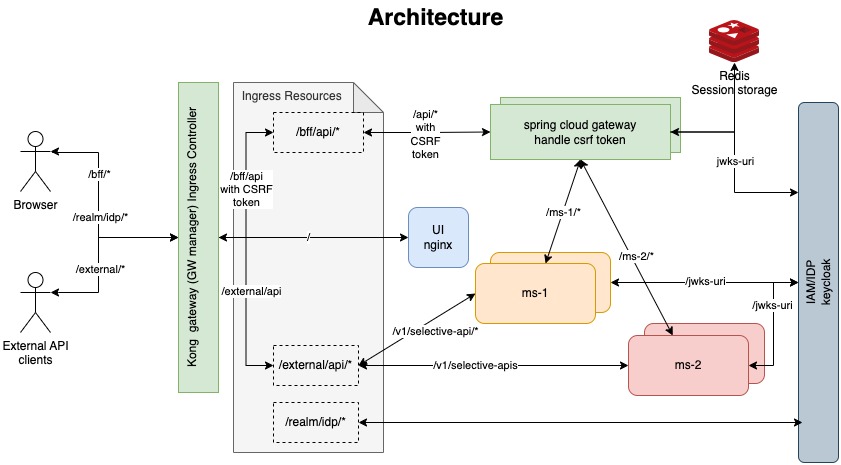 Architecture
Redis
Session storage
Ingress Resources
/bff/api/*
/api/*
with
CSRF
token
spring cloud gateway
handle csrf token
jwks-uri
Browser
/bff/*
/realm/idp/*
/external/*
External API
clients
Kong gateway (GW manager) Ingress Controller
/bff/api
with CSRF
token
/
UI
nginx
/ms-1/*
/ms-2/*
/external/api
ms-1
/jwks-uri
/jwks-uri
/v1/selective-api/*
/external/api/*
/v1/selective-apis
ms-2
/realm/idp/*
IAM/IDP
keycloak